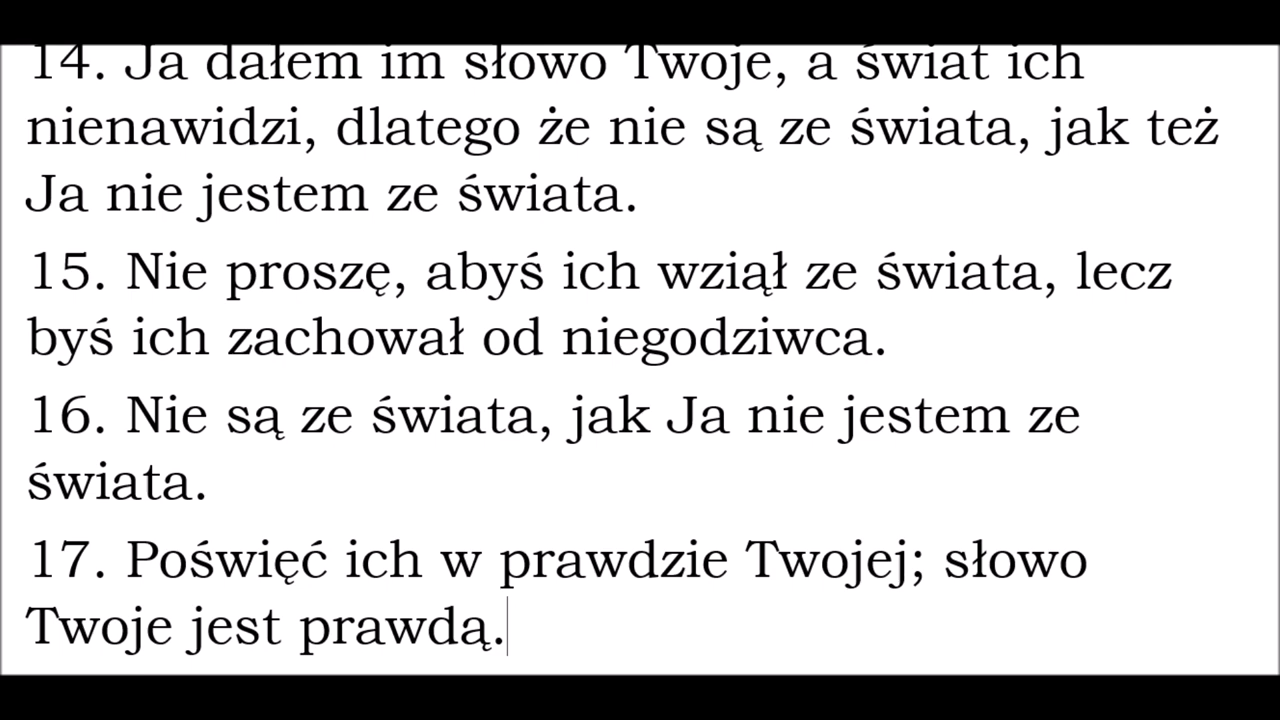 14. Ja dałem im słowo Twoje, a świat ich
nienawidzi, dlatego że nie są ze świata, jak też
Ja nie jestem ze świata.
15. Nie proszę, abyś ich wziął ze świata, lecz
byś ich zachował od niegodziwca.
16. Nie są ze świata, jak Ja nie jestem ze
świata.
17. Poświęć ich w prawdzie Twojej; słowo
Twoje jest prawdą.